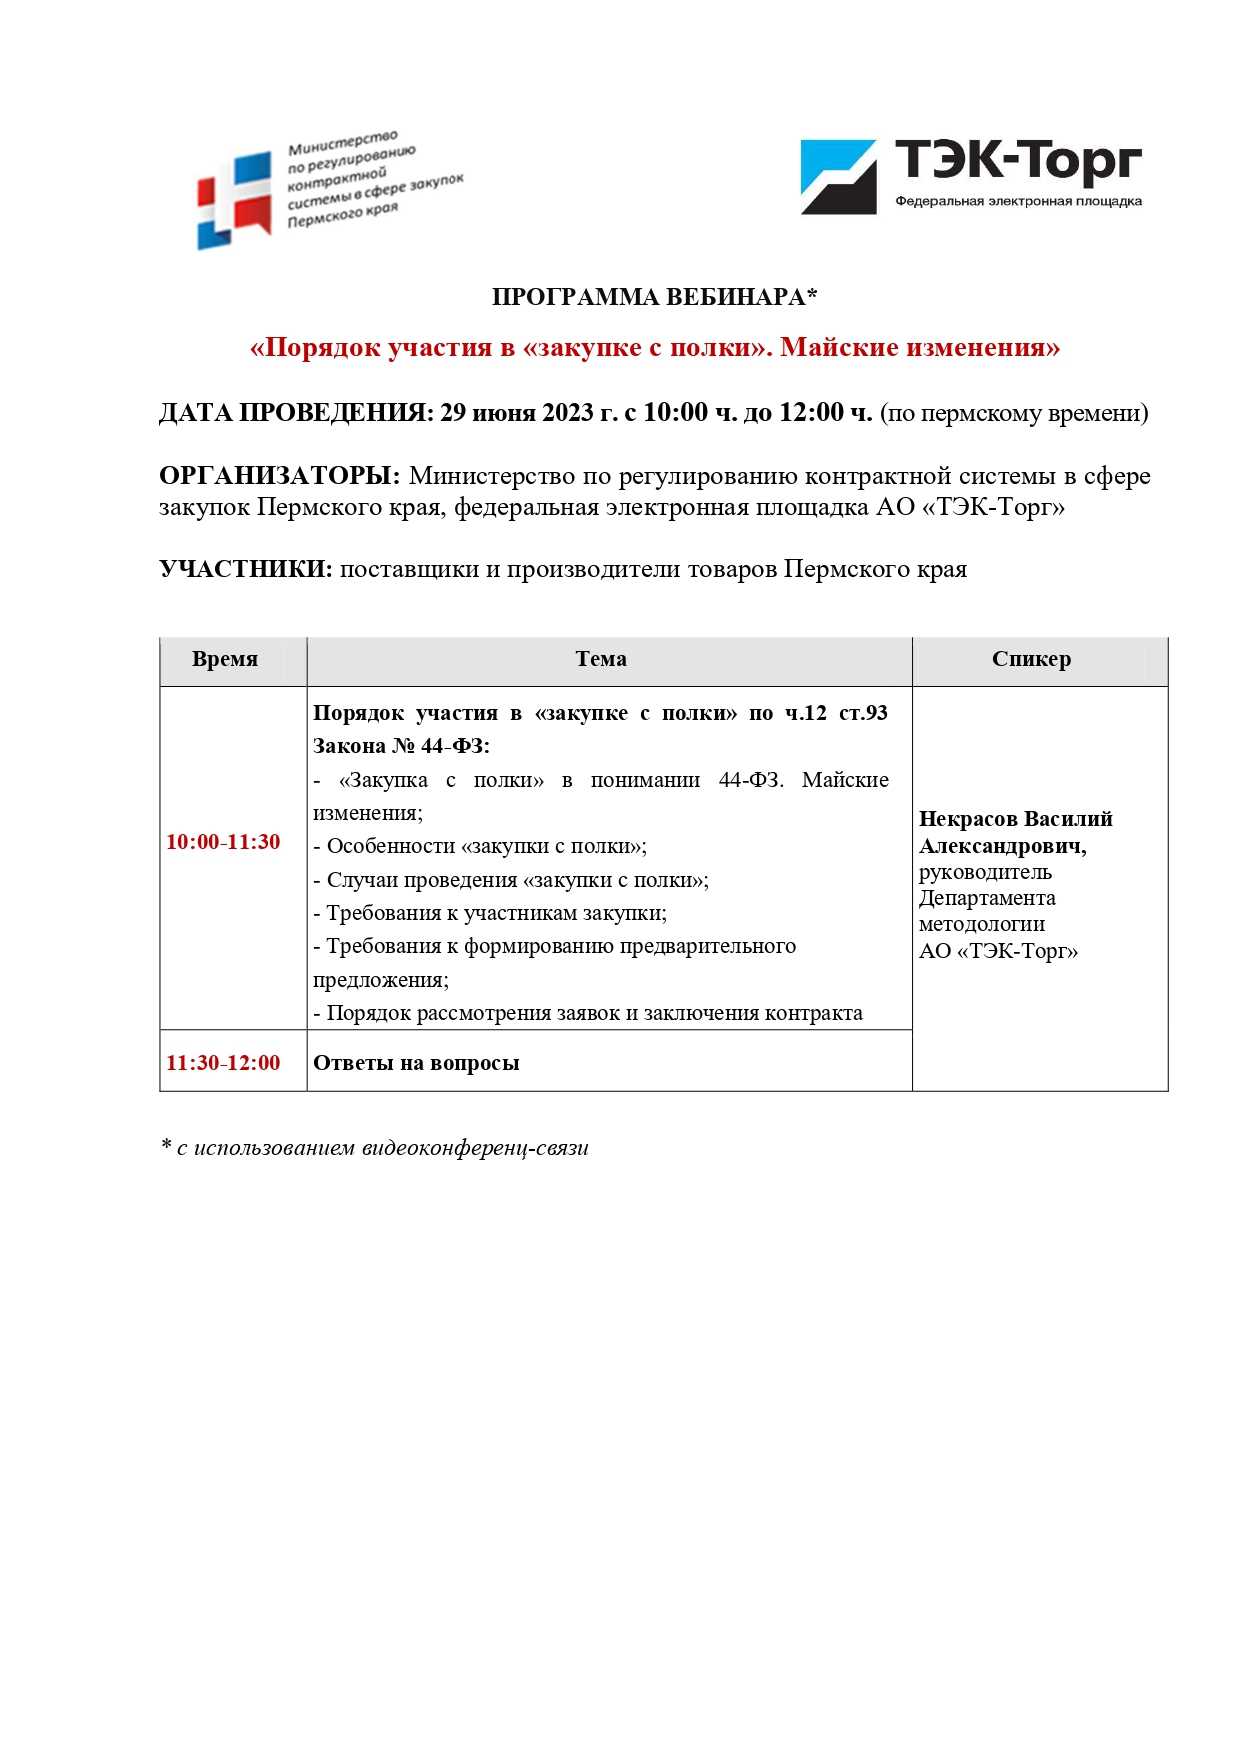 Министерство
по регулированию
контрактной
системы в сфере закупок
Пермского края
ТЭК-Торг
Федеральная электронная площадка
ПРОГРАММА ВЕБИНАРА*
«Порядок участия в «закупке с полки». Майские изменения»
ДАТА ПРОВЕДЕНИЯ: 29 июня 2023 г. с 10:00 ч. до 12:00 ч. (по пермскому времени)
ОРГАНИЗАТОРЫ: Министерство по регулированию контрактной системы в сфере
закупок Пермского края, федеральная электронная площадка АО «ТЭК-Торг»
УЧАСТНИКИ: поставщики и производители товаров Пермского края
Время Тема Спикер
10:00-11:30
Порядок участия в «закупке с полки» по ч.12 ст.93
Закона № 44-ФЗ:
- «Закупка с полки» в понимании 44-ФЗ. Майские
изменения;
- Особенности «закупки с полки»;
- Случаи проведения «закупки с полки»;
- Требования к участникам закупки;
- Требования к формированию предварительного
предложения;
- Порядок рассмотрения заявок и заключения контракта
Некрасов Василий
Александрович,
руководитель
Департамента
методологии
АО «ТЭК-Торг»
11:30-12:00 Ответы на вопросы
* с использованием видеоконференц-связи